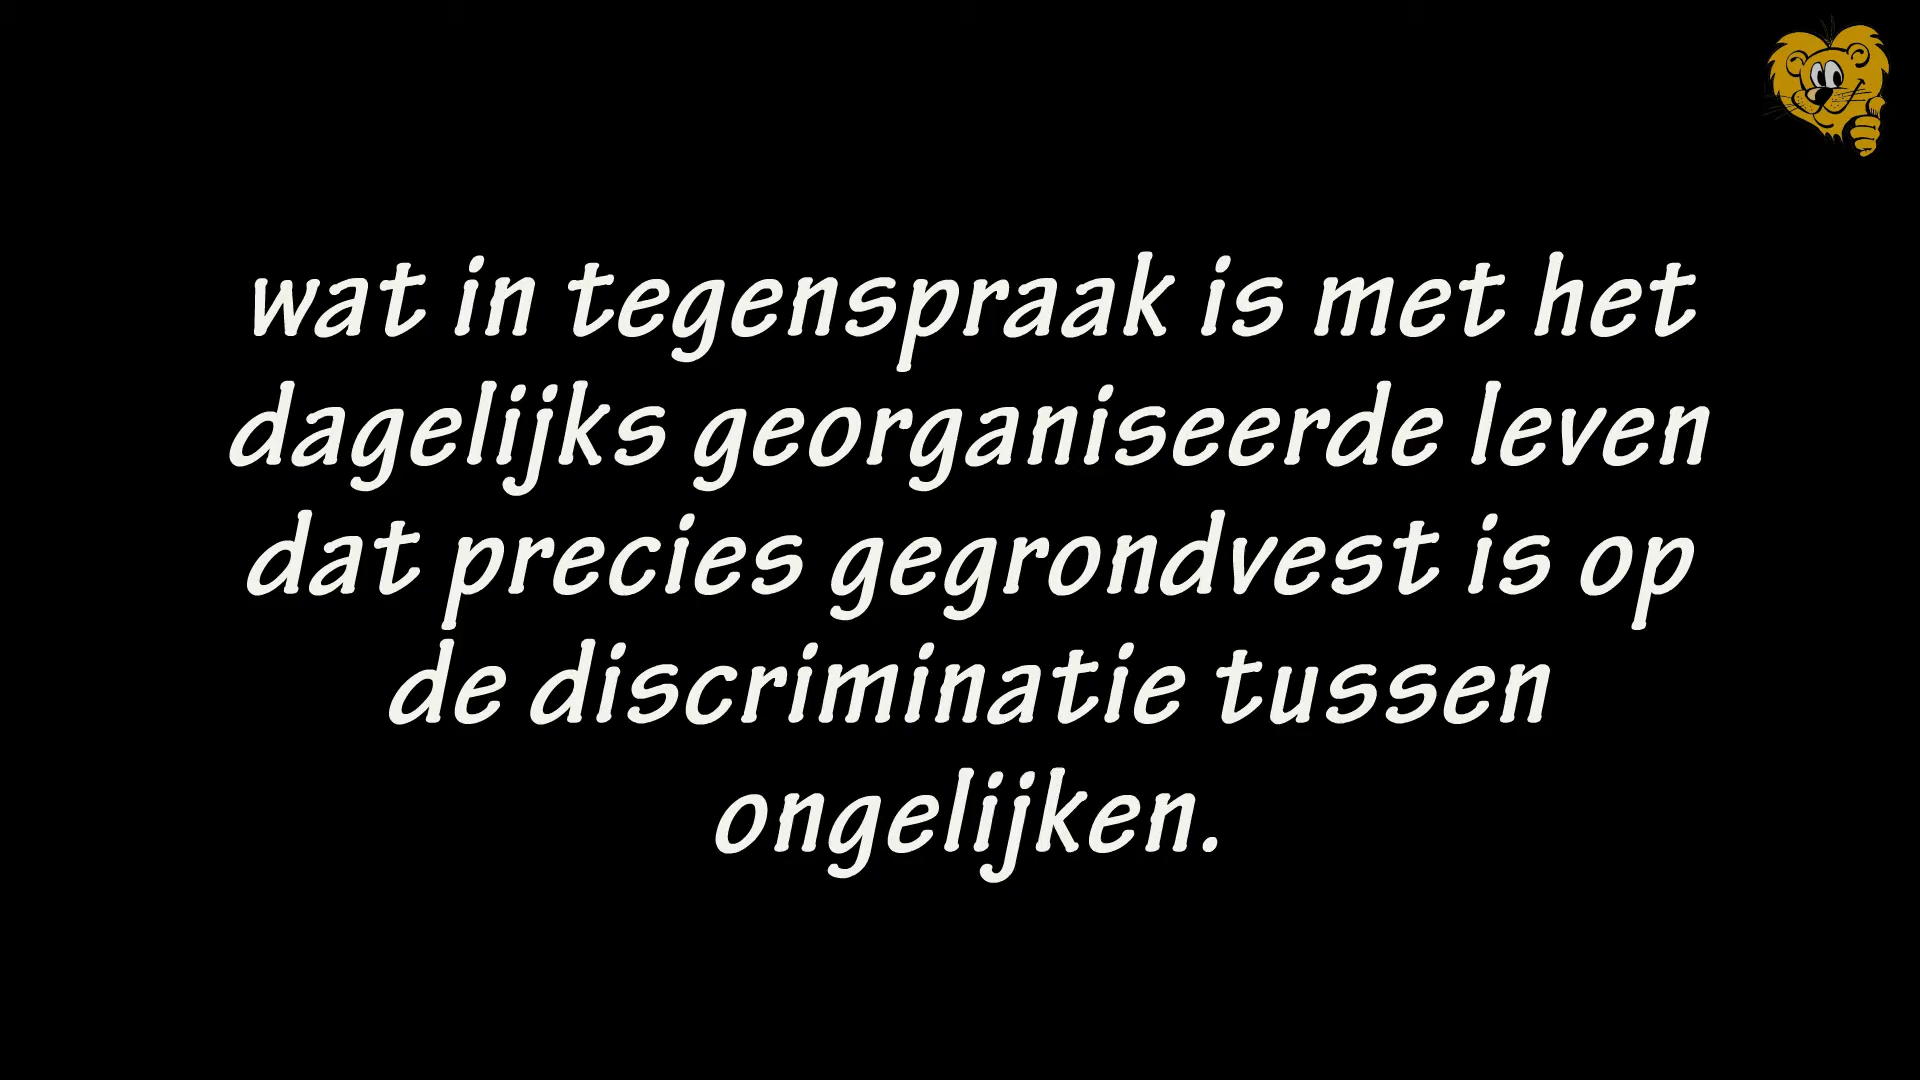 wat in tegenspraak is met het
dagelijks georganiseerde leven
dat precies gegrondvest is op
de discriminatie tussen
ongelijken.